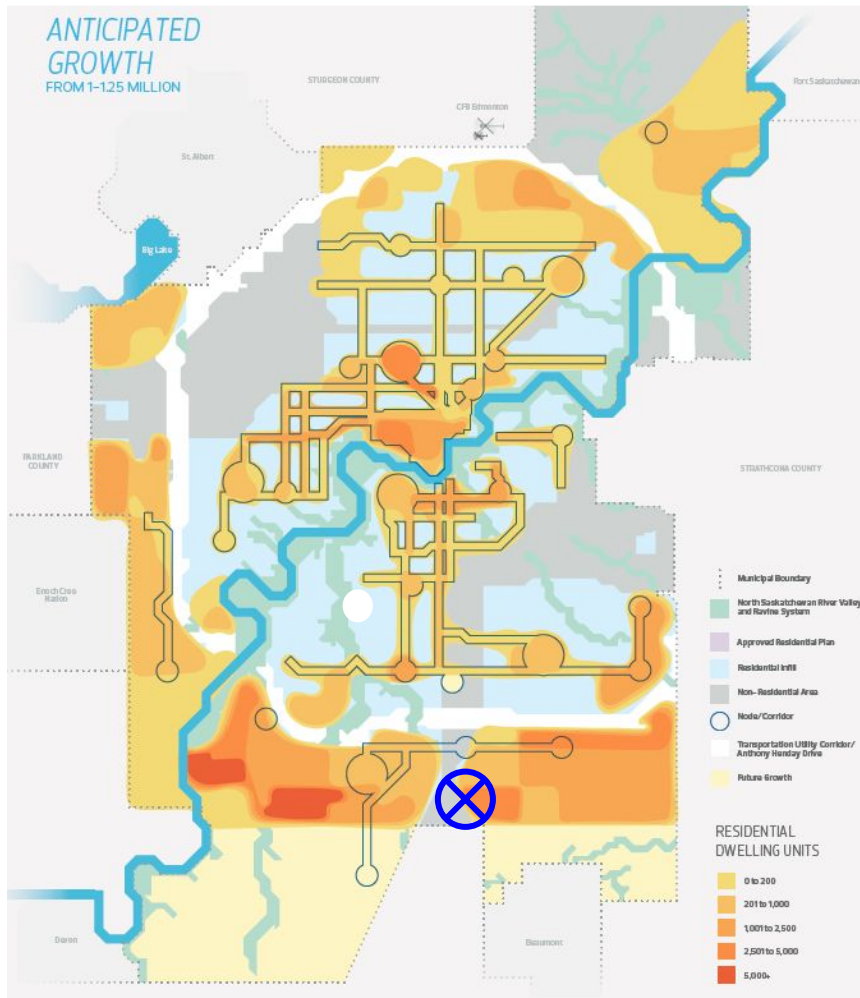 ANTICIPATED
GROWTH
FROM 1–1.25 MILLION
STURGEON COUNTY
Fort Saskatchewan
CFB Edmonton
St. Albert
Big Lake
PARKLAND
COUNTY
STRATHCONA COUNTY
Enoch Cree
Nation
Devon
Beaumont
Municipal Boundary
North Saskatchewan River Valley
and Ravine System
Approved Residential Plan
Residential Infill
Non- Residential Area
Node/Corridor
Transportation Utility Corridor/
Anthony Henday Drive
Future Growth
RESIDENTIAL
DWELLING UNITS
0 to 200
201 to 1,000
1,001 to 2,500
2,501 to 5,000
5,000+